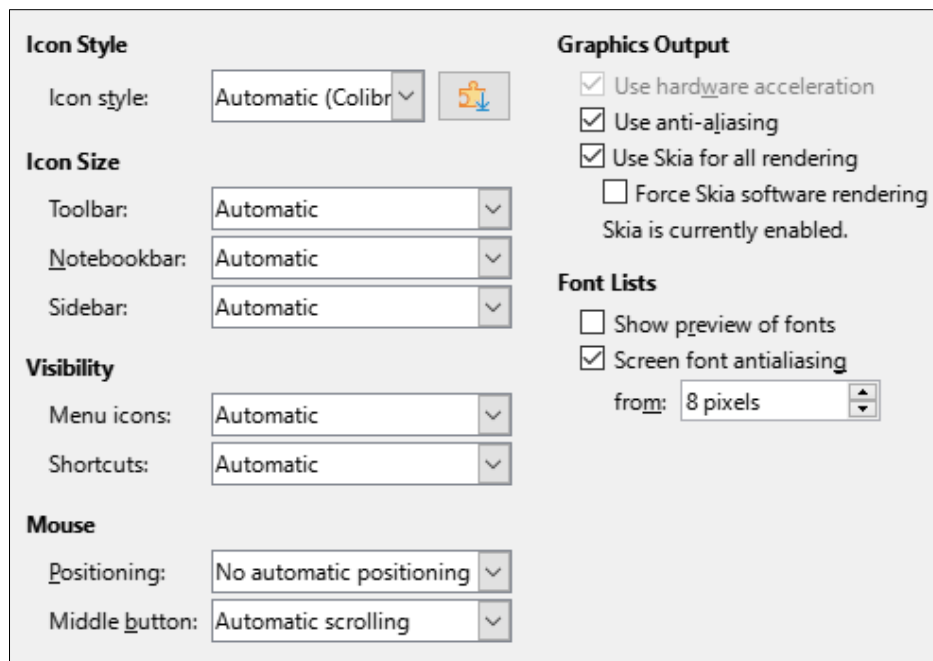 Icon Style
Icon style:
Automatic (Colibr
Icon Size
Toolbar:
Automatic
Notebookbar:
Automatic
Sidebar:
Automatic
Visibility
Menu icons:
Automatic
Shortcuts:
Automatic
Mouse
Positioning:
No automatic positioning
Middle button:
Automatic scrolling
Graphics Output
Use hardware acceleration
Use anti-aliasing
Use Skia for all rendering
Force Skia software rendering
Skia is currently enabled.
Font Lists
Show preview of fonts
Screen font antialiasing
from:
8 pixels